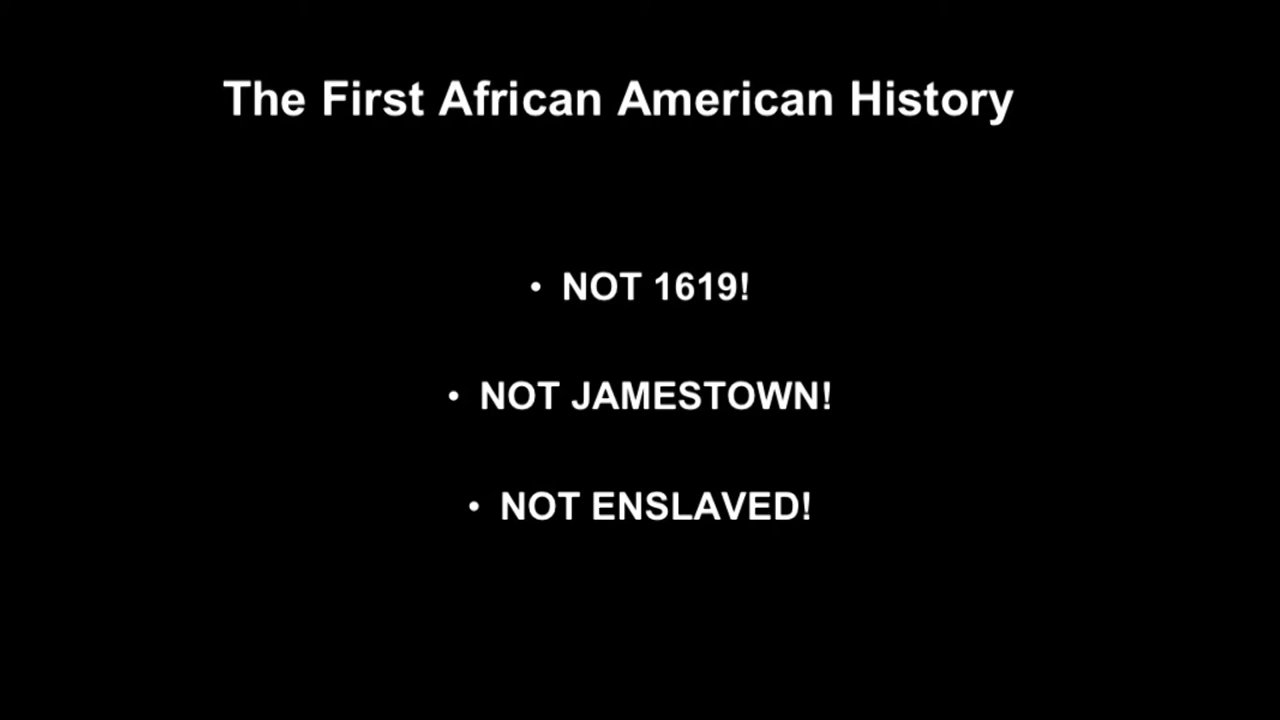 The First African American History
• NOT 1619!
• NOT JAMESTOWN!
• NOT ENSLAVED!